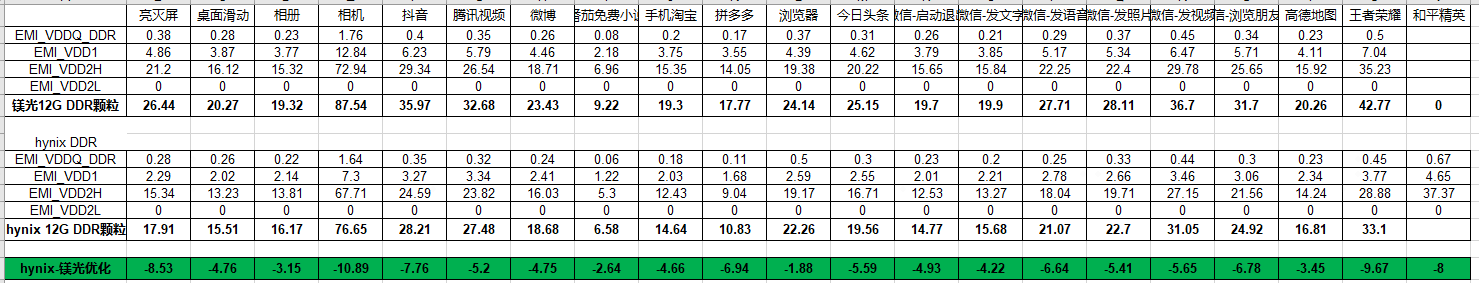 亮灭屏 桌面滑动 相册 相机 抖音 腾讯视频 微博 番茄免费小说 手机淘宝 拼多多 浏览器 今日头条 微信-启动退出 微信-发文字 微信-发语音 微信-发照片 微信-发视频 微信-浏览朋友 高德地图 王者荣耀 和平精英
EMI_VDDQ_DDR 0.38 0.28 0.23 1.76 0.4 0.35 0.26 0.08 0.2 0.17 0.37 0.31 0.26 0.21 0.29 0.37 0.45 0.34 0.23 0.5
EMI_VDD1 4.86 3.87 3.77 12.84 6.23 5.79 4.46 2.18 3.75 3.55 4.39 4.62 3.79 3.85 5.17 5.34 6.47 5.71 4.11 7.04
EMI_VDD2H 21.2 16.12 15.32 72.94 29.34 26.54 18.71 6.96 15.35 14.05 19.38 20.22 15.65 15.84 22.25 22.4 29.78 25.65 15.92 35.23
EMI_VDD2L 0 0 0 0 0 0 0 0 0 0 0 0 0 0 0 0 0 0 0 0
镁光12G DDR颗粒 26.44 20.27 19.32 87.54 35.97 32.68 23.43 9.22 19.3 17.77 24.14 25.15 19.7 19.9 27.71 28.11 36.7 31.7 20.26 42.77 0
hynix DDR
EMI_VDDQ_DDR 0.28 0.26 0.22 1.64 0.35 0.32 0.24 0.06 0.18 0.11 0.5 0.3 0.23 0.2 0.25 0.33 0.44 0.3 0.23 0.45 0.67
EMI_VDD1 2.29 2.02 2.14 7.3 3.27 3.34 2.41 1.22 2.03 1.68 2.59 2.55 2.01 2.21 2.78 2.66 3.46 3.06 2.34 3.77 4.65
EMI_VDD2H 15.34 13.23 13.81 67.71 24.59 23.82 16.03 5.3 12.43 9.04 19.17 16.71 12.53 13.27 18.04 19.71 27.15 21.56 14.24 28.88 37.37
EMI_VDD2L 0 0 0 0 0 0 0 0 0 0 0 0 0 0 0 0 0 0 0 0 0
hynix 12G DDR颗粒 17.91 15.51 16.17 76.65 28.21 27.48 18.68 6.58 14.64 10.83 22.26 19.56 14.77 15.68 21.07 22.7 31.05 24.92 16.81 33.1
hynix-镁光优化 -8.53 -4.76 -3.15 -10.89 -7.76 -5.2 -4.75 -2.64 -4.66 -6.94 -1.88 -5.59 -4.93 -4.22 -6.64 -5.41 -5.65 -6.78 -3.45 -9.67 -8